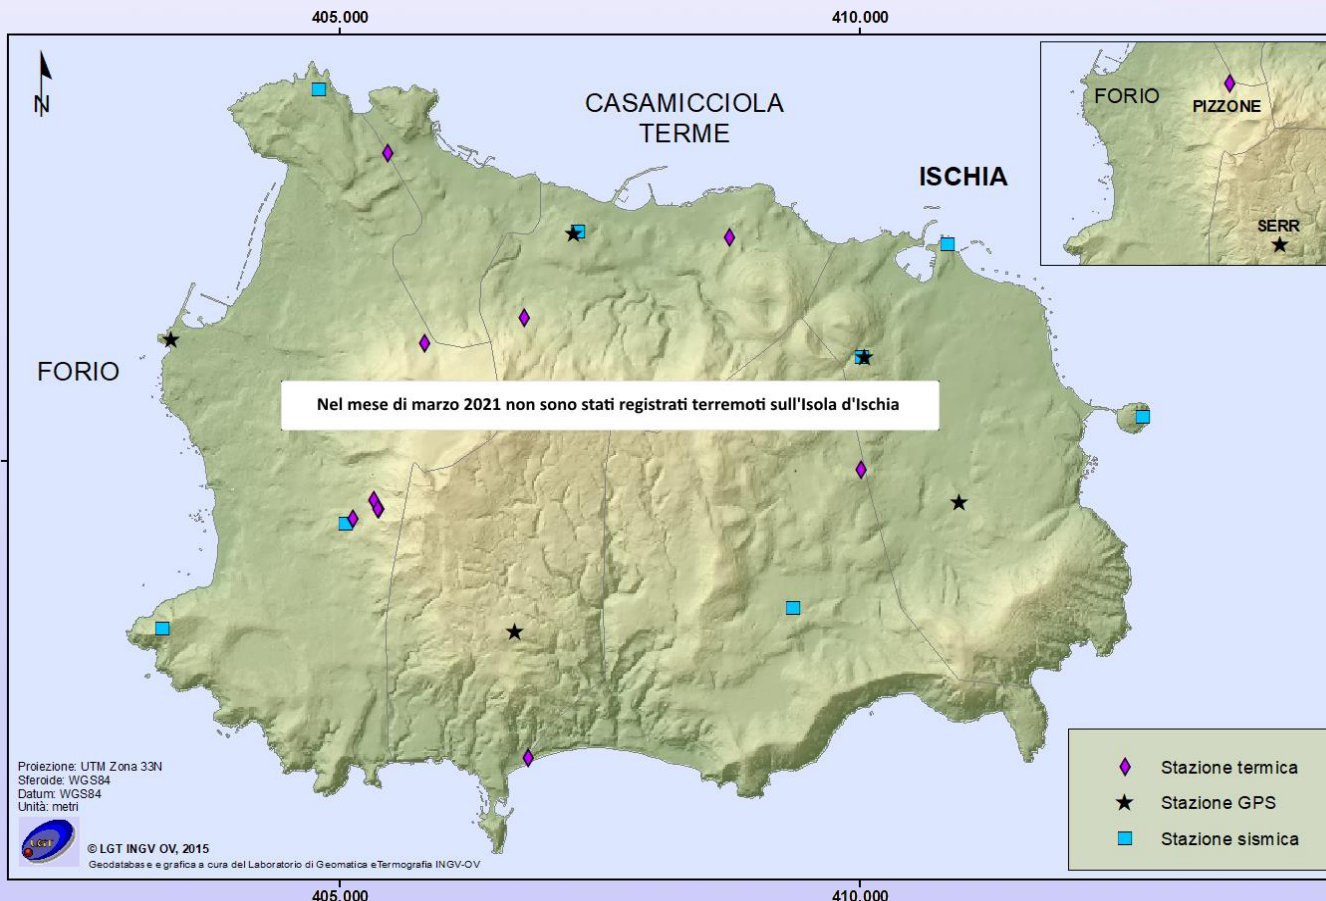 405.000
410.000
N
CASAMICCIOLA
TERME
ISCHIA
FORIO
PIZZONE
SERR
FORIO
Nel mese di marzo 2021 non sono stati registrati terremoti sull'Isola d'Ischia
Proiezione: UTM Zona 33N
Sferoide: WGS84
Datum: WGS84
Unità: metri
LGT
© LGT INGV OV, 2015
Geodatabase e grafica a cura del Laboratorio di Geomatica eTermografia INGV-OV
Stazione termica
Stazione GPS
Stazione sismica
405.000
410.000